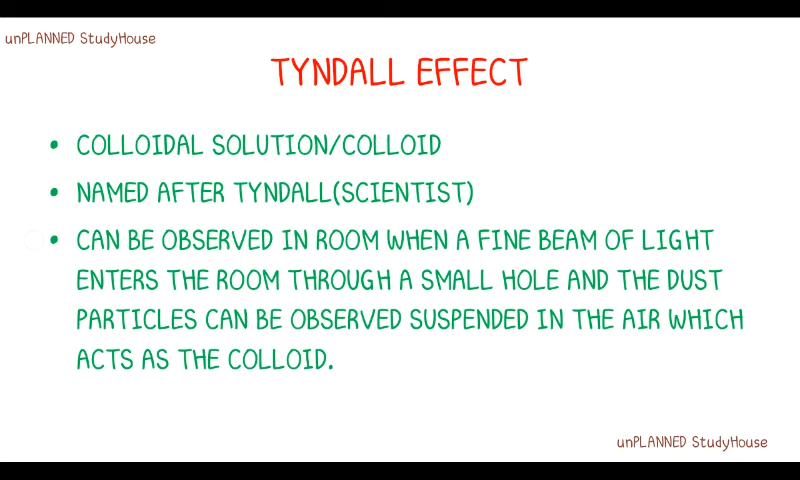 unPLANNED StudyHouse
TYNDALL EFFECT
• COLLOIDAL SOLUTION/COLLOID
• NAMED AFTER TYNDALL(SCIENTIST)
• CAN BE OBSERVED IN ROOM WHEN A FINE BEAM OF LIGHT
ENTERS THE ROOM THROUGH A SMALL HOLE AND THE DUST
PARTICLES CAN BE OBSERVED SUSPENDED IN THE AIR WHICH
ACTS AS THE COLLOID.
unPLANNED StudyHouse